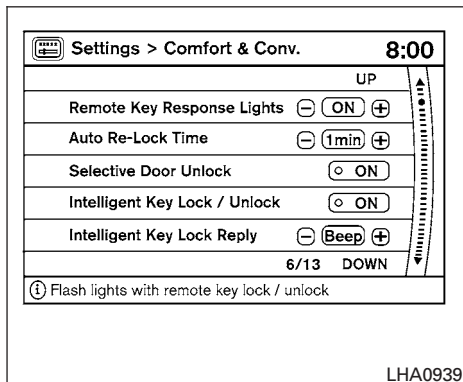 Settings > Comfort & Conv. 8:00
UP
Remote Key Response Lights − ON +
Auto Re-Lock Time − 1min +
Selective Door Unlock ON
Intelligent Key Lock / Unlock ON
Intelligent Key Lock Reply − Beep +
6/13 DOWN
i Flash lights with remote key lock / unlock
LHA0939